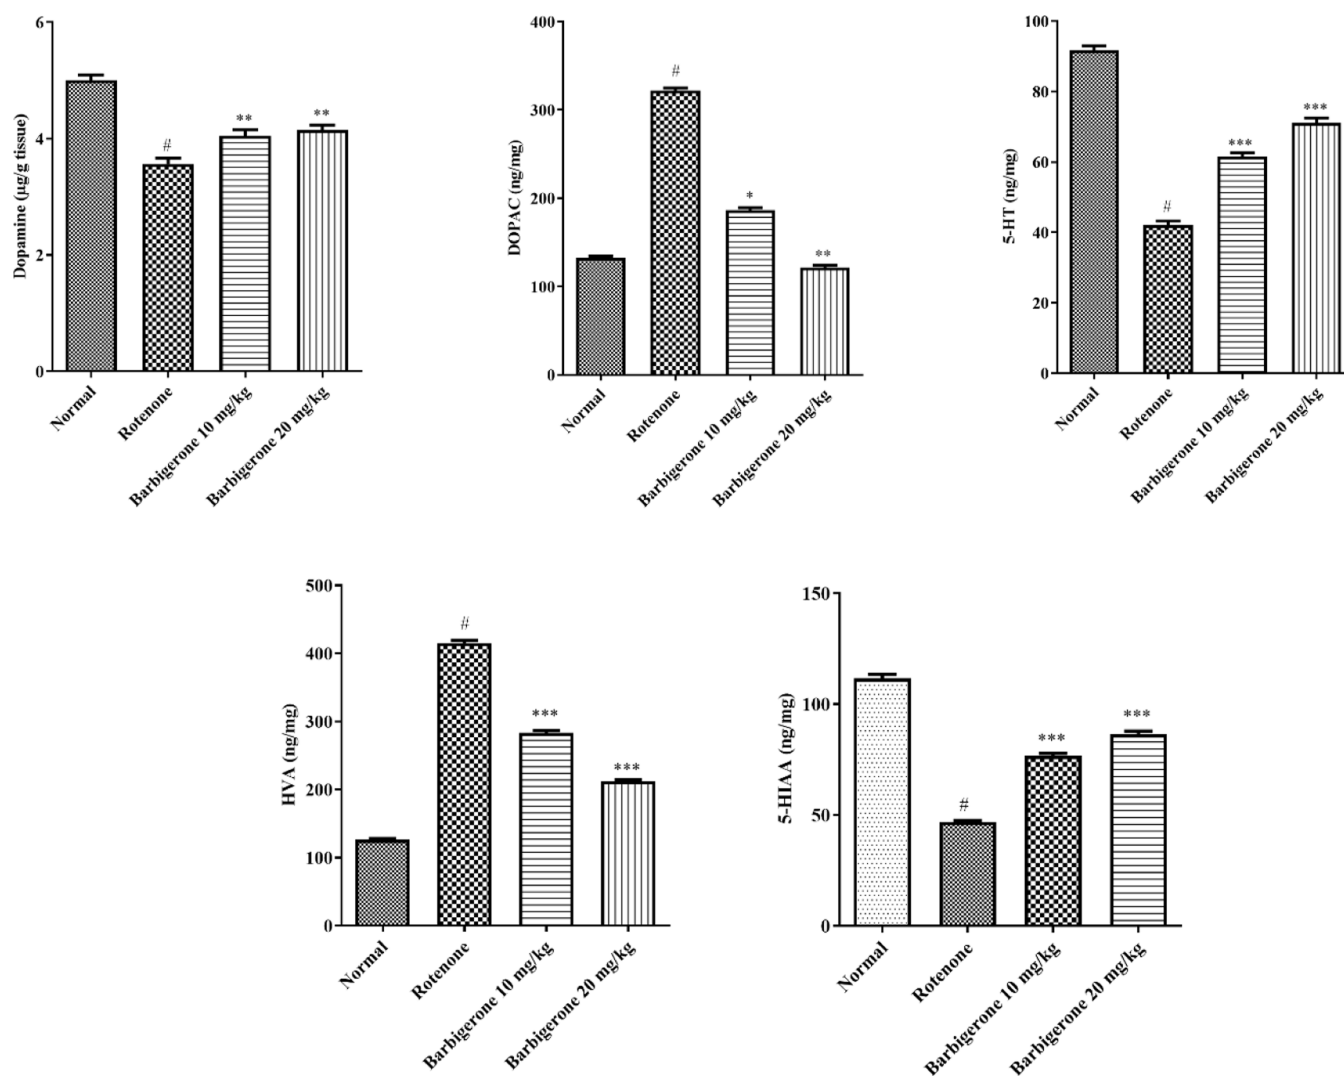 Dopamine (µg/g tissue)
6
4
2
0
#
**
**
Normal
Rotenone
Barbigerone 10 mg/kg
Barbigerone 20 mg/kg
DOPAC (ng/mg)
400
300
200
100
0
#
*
**
Normal
Rotenone
Barbigerone 10 mg/kg
Barbigerone 20 mg/kg
5-HT (ng/mg)
100
80
60
40
20
0
#
***
***
Normal
Rotenone
Barbigerone 10 mg/kg
Barbigerone 20 mg/kg
HVA (ng/mg)
500
400
300
200
100
0
#
***
***
Normal
Rotenone
Barbigerone 10 mg/kg
Barbigerone 20 mg/kg
5-HIAA (ng/mg)
150
100
50
0
#
***
***
Normal
Rotenone
Barbigerone 10 mg/kg
Barbigerone 20 mg/kg